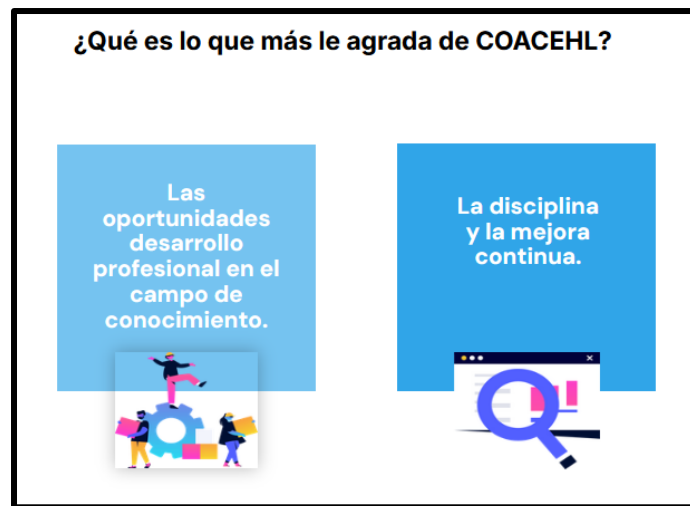 ¿Qué es lo que más le agrada de COACEHL?
Las
oportunidades
desarrollo
profesional en el
campo de
conocimiento.
La disciplina
y la mejora
continua.